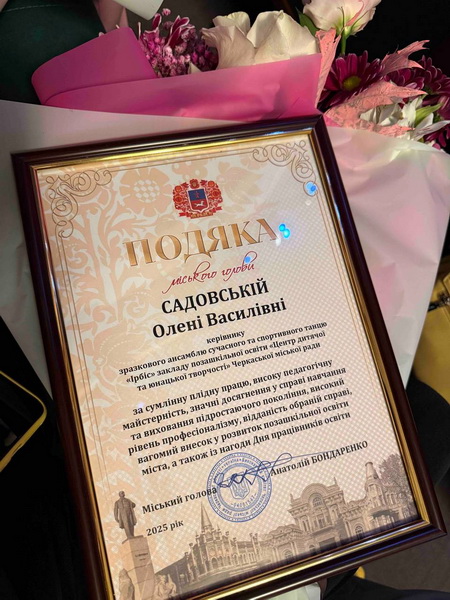 ПОДЯКА
міського голови
САДОВСЬКІЙ
Олені Василівні
керівнику
зразкового ансамблю сучасного та спортивного танцю
«Ірбіс» закладу позашкільної освіти «Центр дитячої
та юнацької творчості» Черкаської міської ради
за сумлінну плідну працю, високу педагогічну
майстерність, значні досягнення у справі навчання
та виховання підростаючого покоління, високий
рівень професіоналізму, відданість обраній справі,
вагомий внесок у розвиток позашкільної освіти
міста, а також із нагоди Дня працівників освіти
Міський голова
Анатолій БОНДАРЕНКО
2025 рік